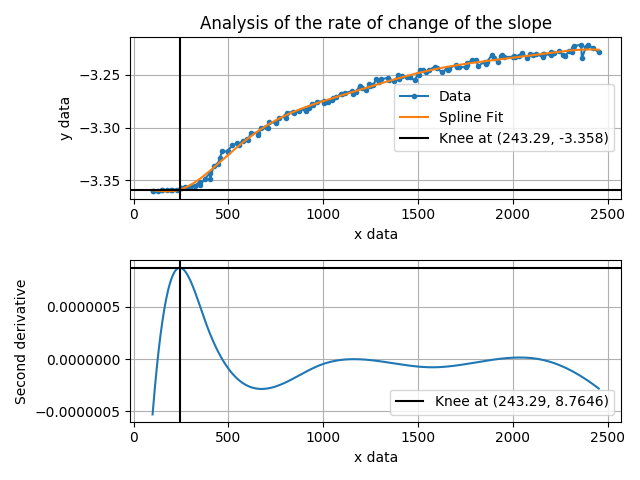 Analysis of the rate of change of the slope
y data
−3.25
−3.30
−3.35
Data
Spline Fit
Knee at (243.29, -3.358)
0 500 1000 1500 2000 2500
x data
Second derivative
0.0000005
0.0000000
−0.0000005
Knee at (243.29, 8.7646)
0 500 1000 1500 2000 2500
x data